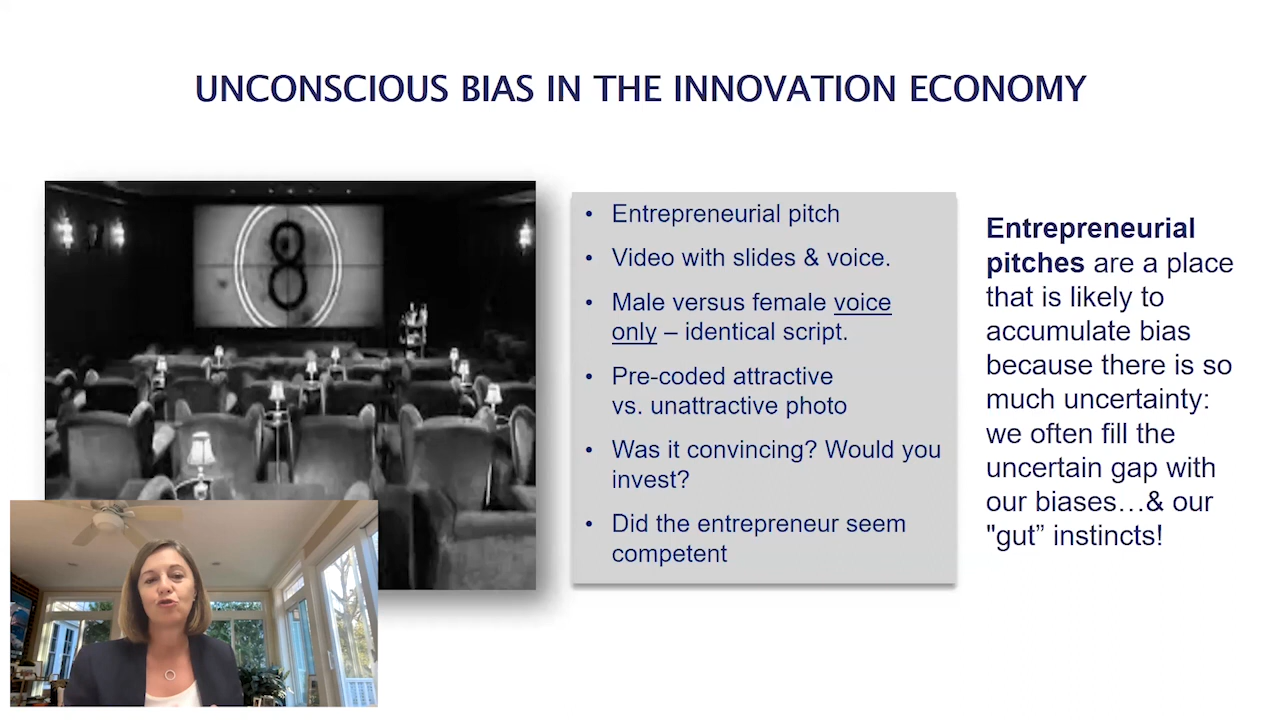 UNCONSCIOUS BIAS IN THE INNOVATION ECONOMY
8
• Entrepreneurial pitch
• Video with slides & voice.
• Male versus female voice
only – identical script.
• Pre-coded attractive
vs. unattractive photo
• Was it convincing? Would you
invest?
• Did the entrepreneur seem
competent
Entrepreneurial
pitches are a place
that is likely to
accumulate bias
because there is so
much uncertainty:
we often fill the
uncertain gap with
our biases…& our
"gut” instincts!